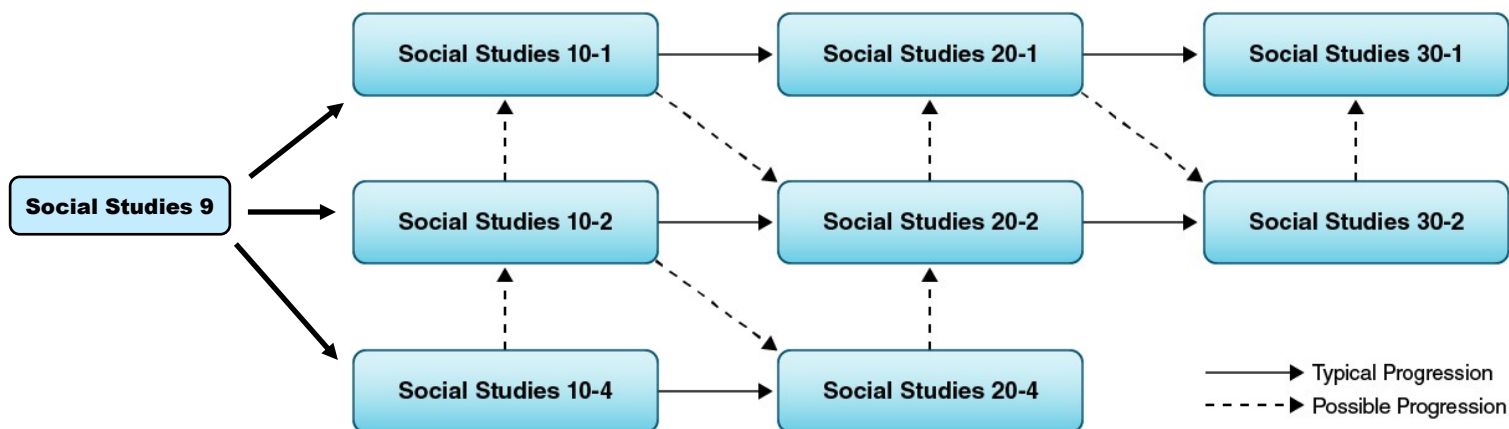 Social Studies 10-1
Social Studies 20-1
Social Studies 30-1
Social Studies 9
Social Studies 10-2
Social Studies 20-2
Social Studies 30-2
Social Studies 10-4
Social Studies 20-4
Typical Progression
Possible Progression